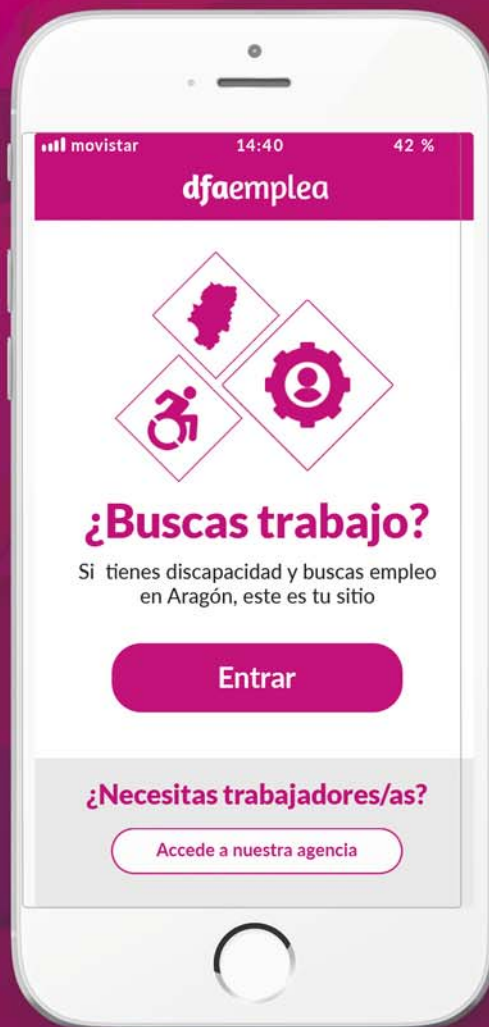 movistar 14:40 42 %
dfaemplea
¿Buscas trabajo?
Si tienes discapacidad y buscas empleo
en Aragón, este es tu sitio
Entrar
¿Necesitas trabajadores/as?
Accede a nuestra agencia